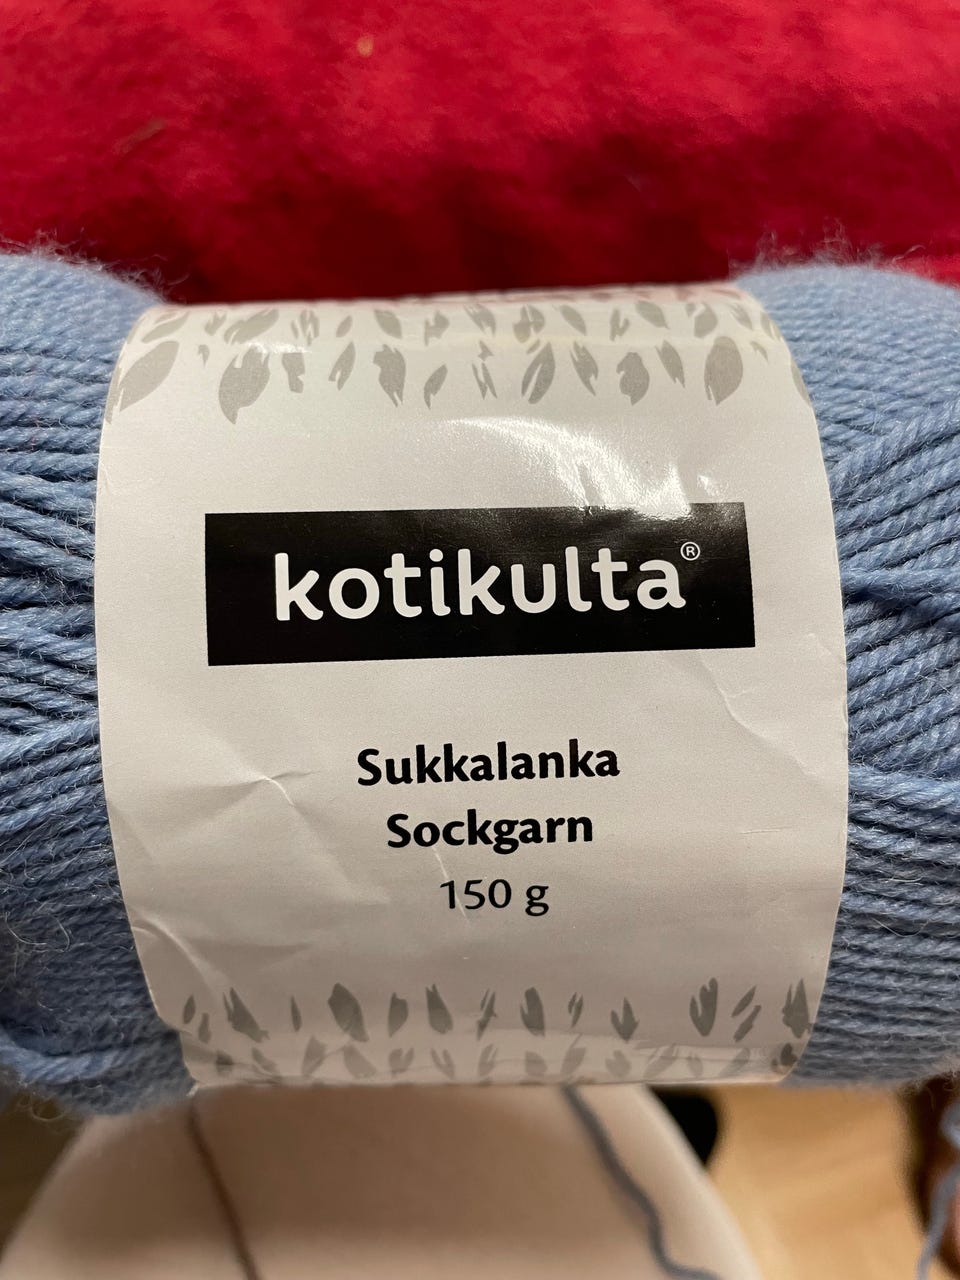 kotikulta®
Sukkalanka
Sockgarn
150 g